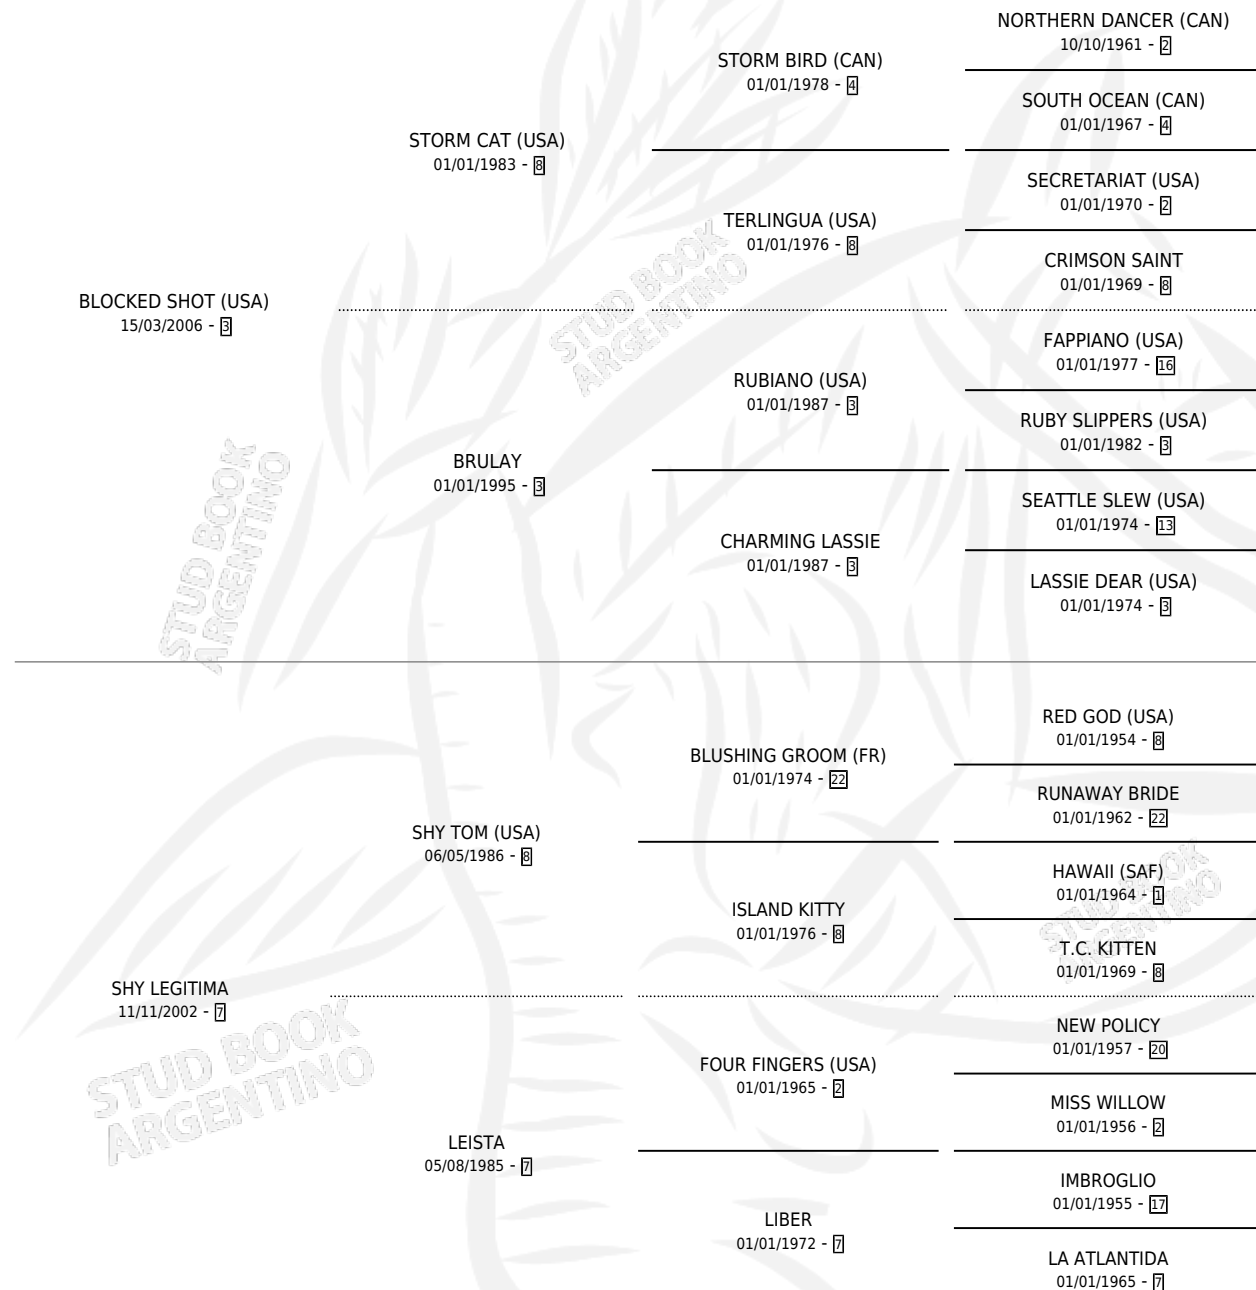 NORTHERN DANCER (CAN)
10/10/1961 - 2
STORM BIRD (CAN)
01/01/1978 - 4
SOUTH OCEAN (CAN)
01/01/1967 - 4
STORM CAT (USA)
01/01/1983 - 8
SECRETARIAT (USA)
01/01/1970 - 2
TERLINGUA (USA)
01/01/1976 - 8
CRIMSON SAINT
01/01/1969 - 8
BLOCKED SHOT (USA)
15/03/2006 - 3
STUD BOOK
ARGENTINO
FAPPIANO (USA)
01/01/1977 - 16
RUBIANO (USA)
01/01/1987 - 3
RUBY SLIPPERS (USA)
01/01/1982 - 3
BRULAY
01/01/1995 - 3
SEATTLE SLEW (USA)
01/01/1974 - 13
CHARMING LASSIE
01/01/1987 - 3
LASSIE DEAR (USA)
01/01/1974 - 3
STUD BOOK
ARGENTINO
RED GOD (USA)
01/01/1954 - 8
BLUSHING GROOM (FR)
01/01/1974 - 22
RUNAWAY BRIDE
01/01/1962 - 22
SHY TOM (USA)
06/05/1986 - 8
HAWAII (SAF)
01/01/1964 - 1
ISLAND KITTY
01/01/1976 - 8
STUD BOOK
ARGENTINO
T.C. KITTEN
01/01/1969 - 8
SHY LEGITIMA
11/11/2002 - 7
STUD BOOK
ARGENTINO
NEW POLICY
01/01/1957 - 20
FOUR FINGERS (USA)
01/01/1965 - 2
MISS WILLOW
01/01/1956 - 2
LEISTA
05/08/1985 - 7
IMBROGLIO
01/01/1955 - 17
LIBER
01/01/1972 - 7
LA ATLANTIDA
01/01/1965 - 7